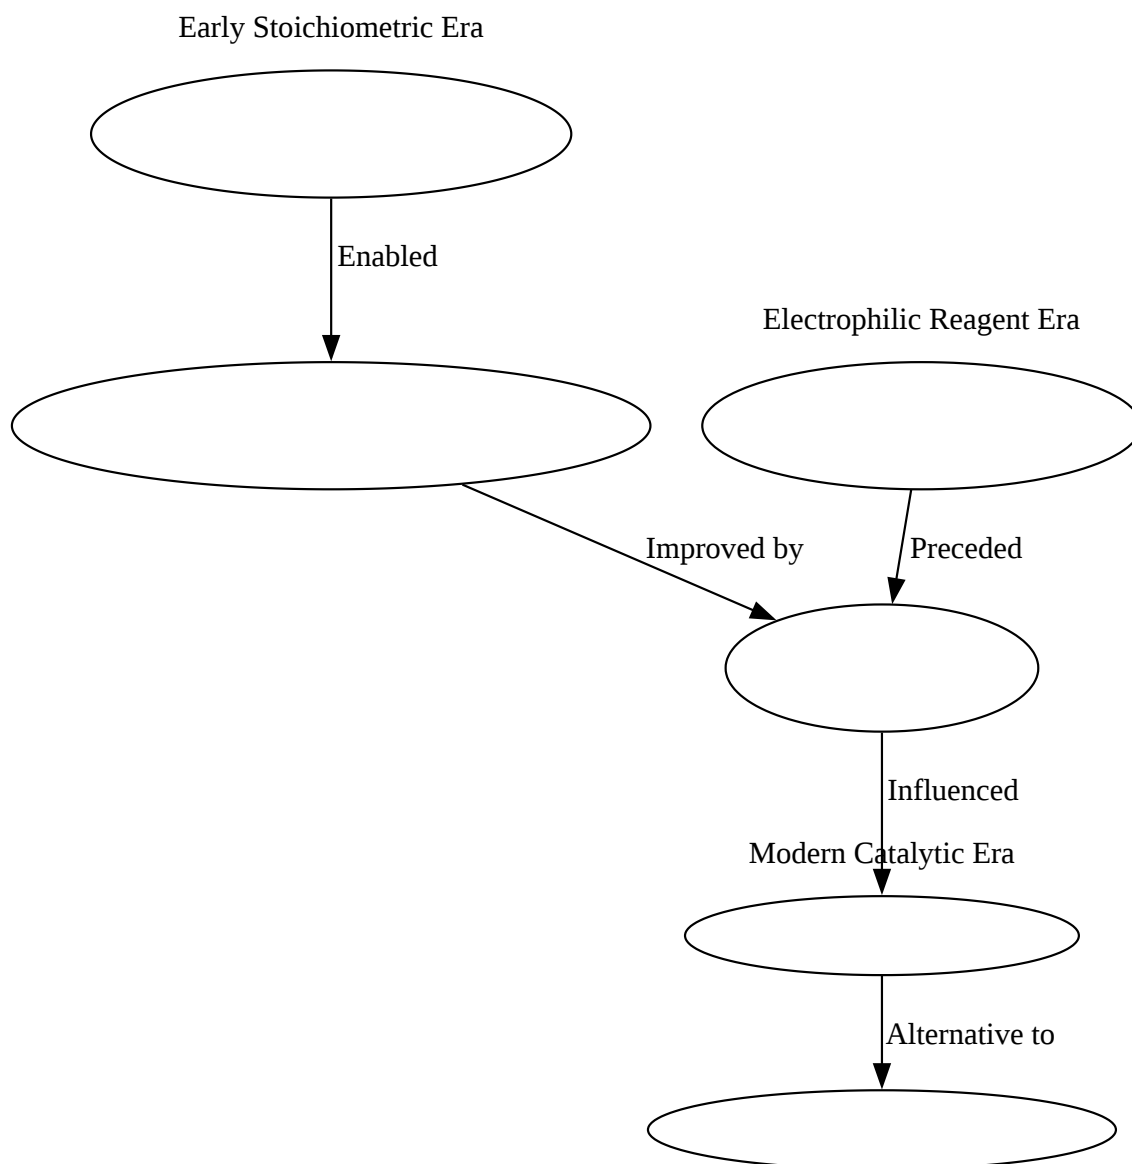 Early Stoichiometric Era
Enabled
Electrophilic Reagent Era
Improved by
Preceded
Influenced
Modern Catalytic Era
Alternative to